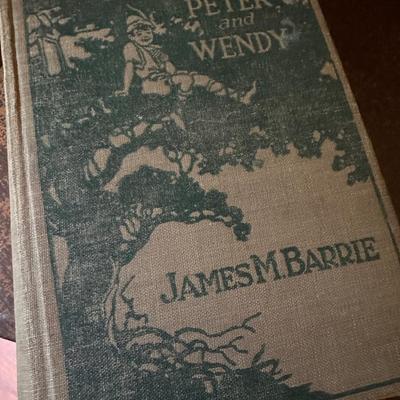 PETER
and
WENDY
JAMES M. BARRIE